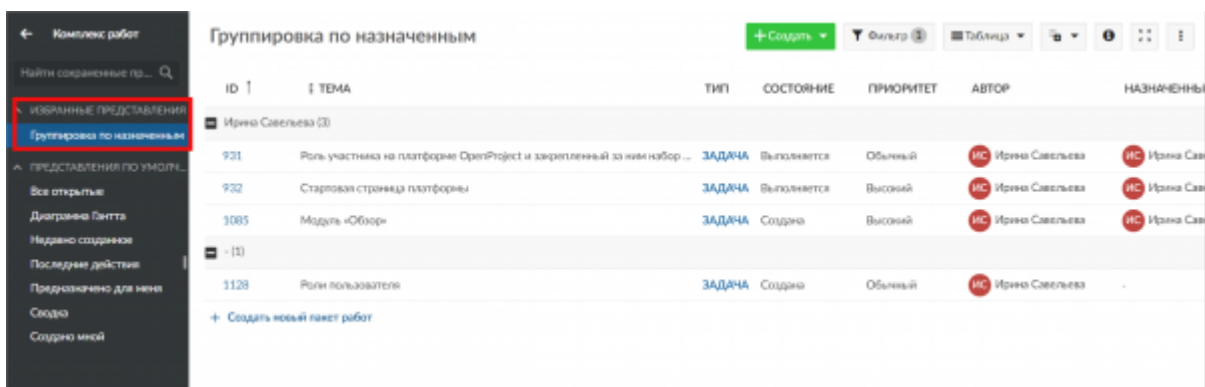 Комплекс работ
Группировка по назначенным
+ Создать
Фильтр 1
Таблица
Найти сохраненные пр...
ID ТЕМА ТИП СОСТОЯНИЕ ПРИОРИТЕТ АВТОР НАЗНАЧЕННЫ
ИЗБРАННЫЕ ПРЕДСТАВЛЕНИЯ
Группировка по назначенным
ПРЕДСТАВЛЕНИЯ ПО УМОЛЧ...
Все открытые
Диаграмма Гантта
Недавно созданное
Последние действия
Предназначено для меня
Сводка
Создано мной
Ирина Савельева (3)
931 Роль участника на платформе OpenProject и закрепленный за ним набор ... ЗАДАЧА Выполняется Обычный ИС Ирина Савельева ИС Ирина Сав
932 Стартовая страница платформы ЗАДАЧА Выполняется Высокий ИС Ирина Савельева ИС Ирина Сав
1085 Модуль «Обзор» ЗАДАЧА Создана Высокий ИС Ирина Савельева ИС Ирина Сав
- (1)
1128 Роли пользователя ЗАДАЧА Создана Обычный ИС Ирина Савельева -
+ Создать новый пакет работ